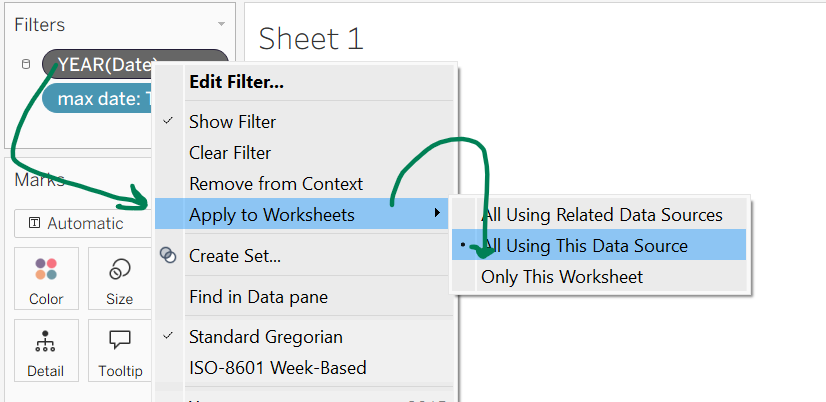 Filters
Sheet 1
YEAR(Date)
max date: T
Edit Filter...
Show Filter
Clear Filter
Remove from Context
Apply to Worksheets
All Using Related Data Sources
All Using This Data Source
Only This Worksheet
Marks
Automatic
Create Set...
Find in Data pane
Color
Size
Standard Gregorian
ISO-8601 Week-Based
Detail
Tooltip